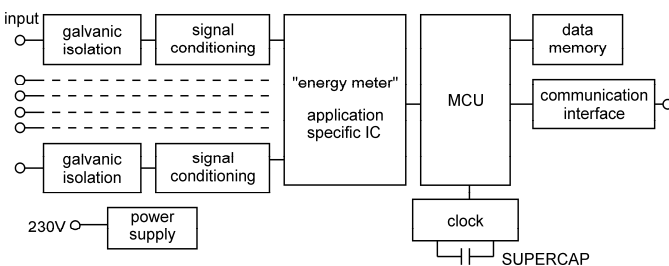 input
galvanic
isolation
signal
conditioning
"energy meter"
application
specific IC
MCU
data
memory
communication
interface
galvanic
isolation
signal
conditioning
230V
power
supply
clock
SUPERCAP